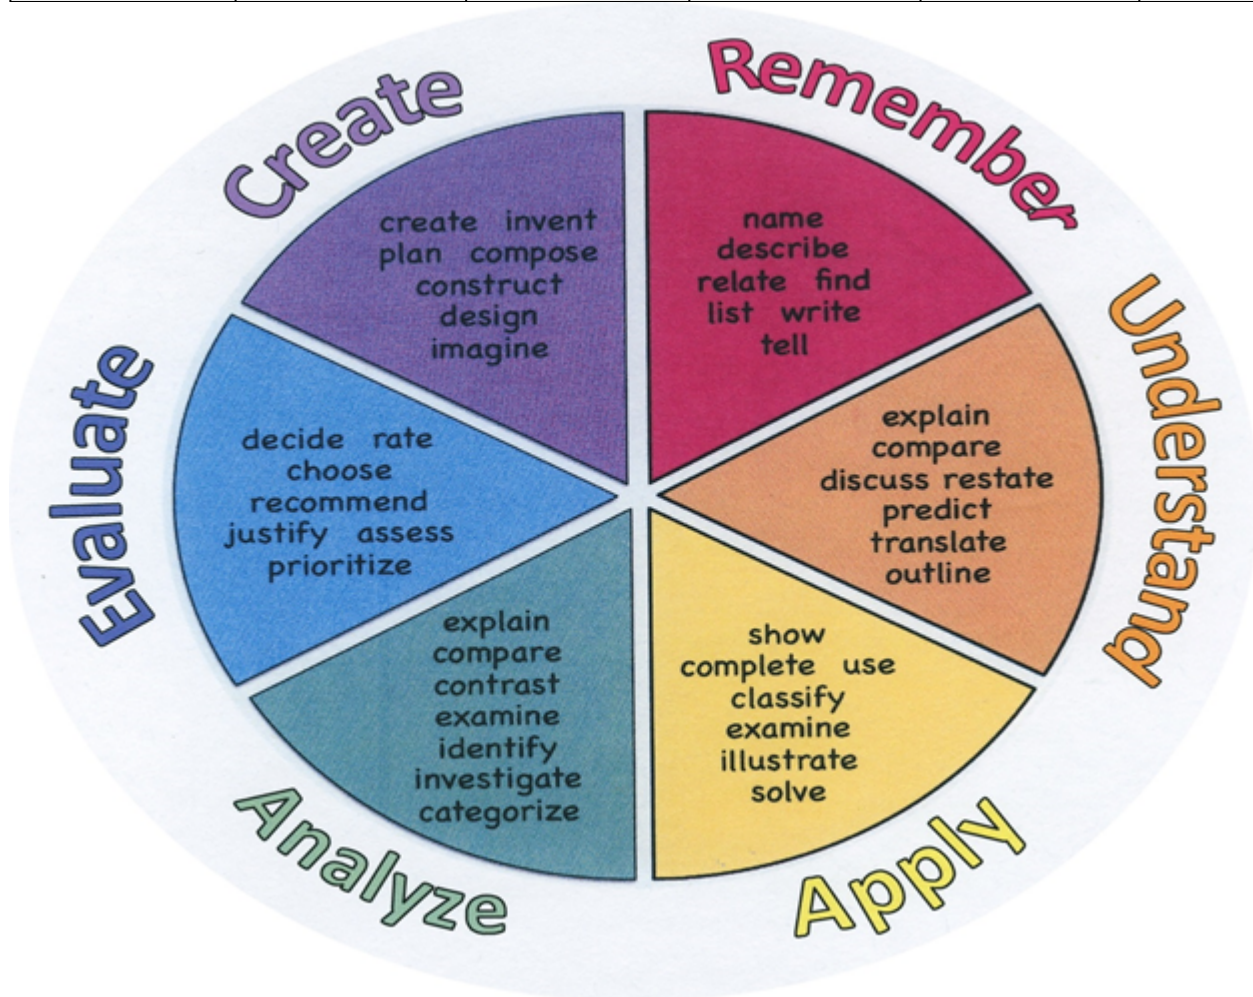 Remember
name
describe
relate find
list write
tell
Understand
explain
compare
discuss restate
predict
translate
outline
Apply
show
complete use
classify
examine
illustrate
solve
Analyze
explain
compare
contrast
examine
identify
investigate
categorize
Evaluate
decide rate
choose
recommend
justify assess
prioritize
Create
create invent
plan compose
construct
design
imagine